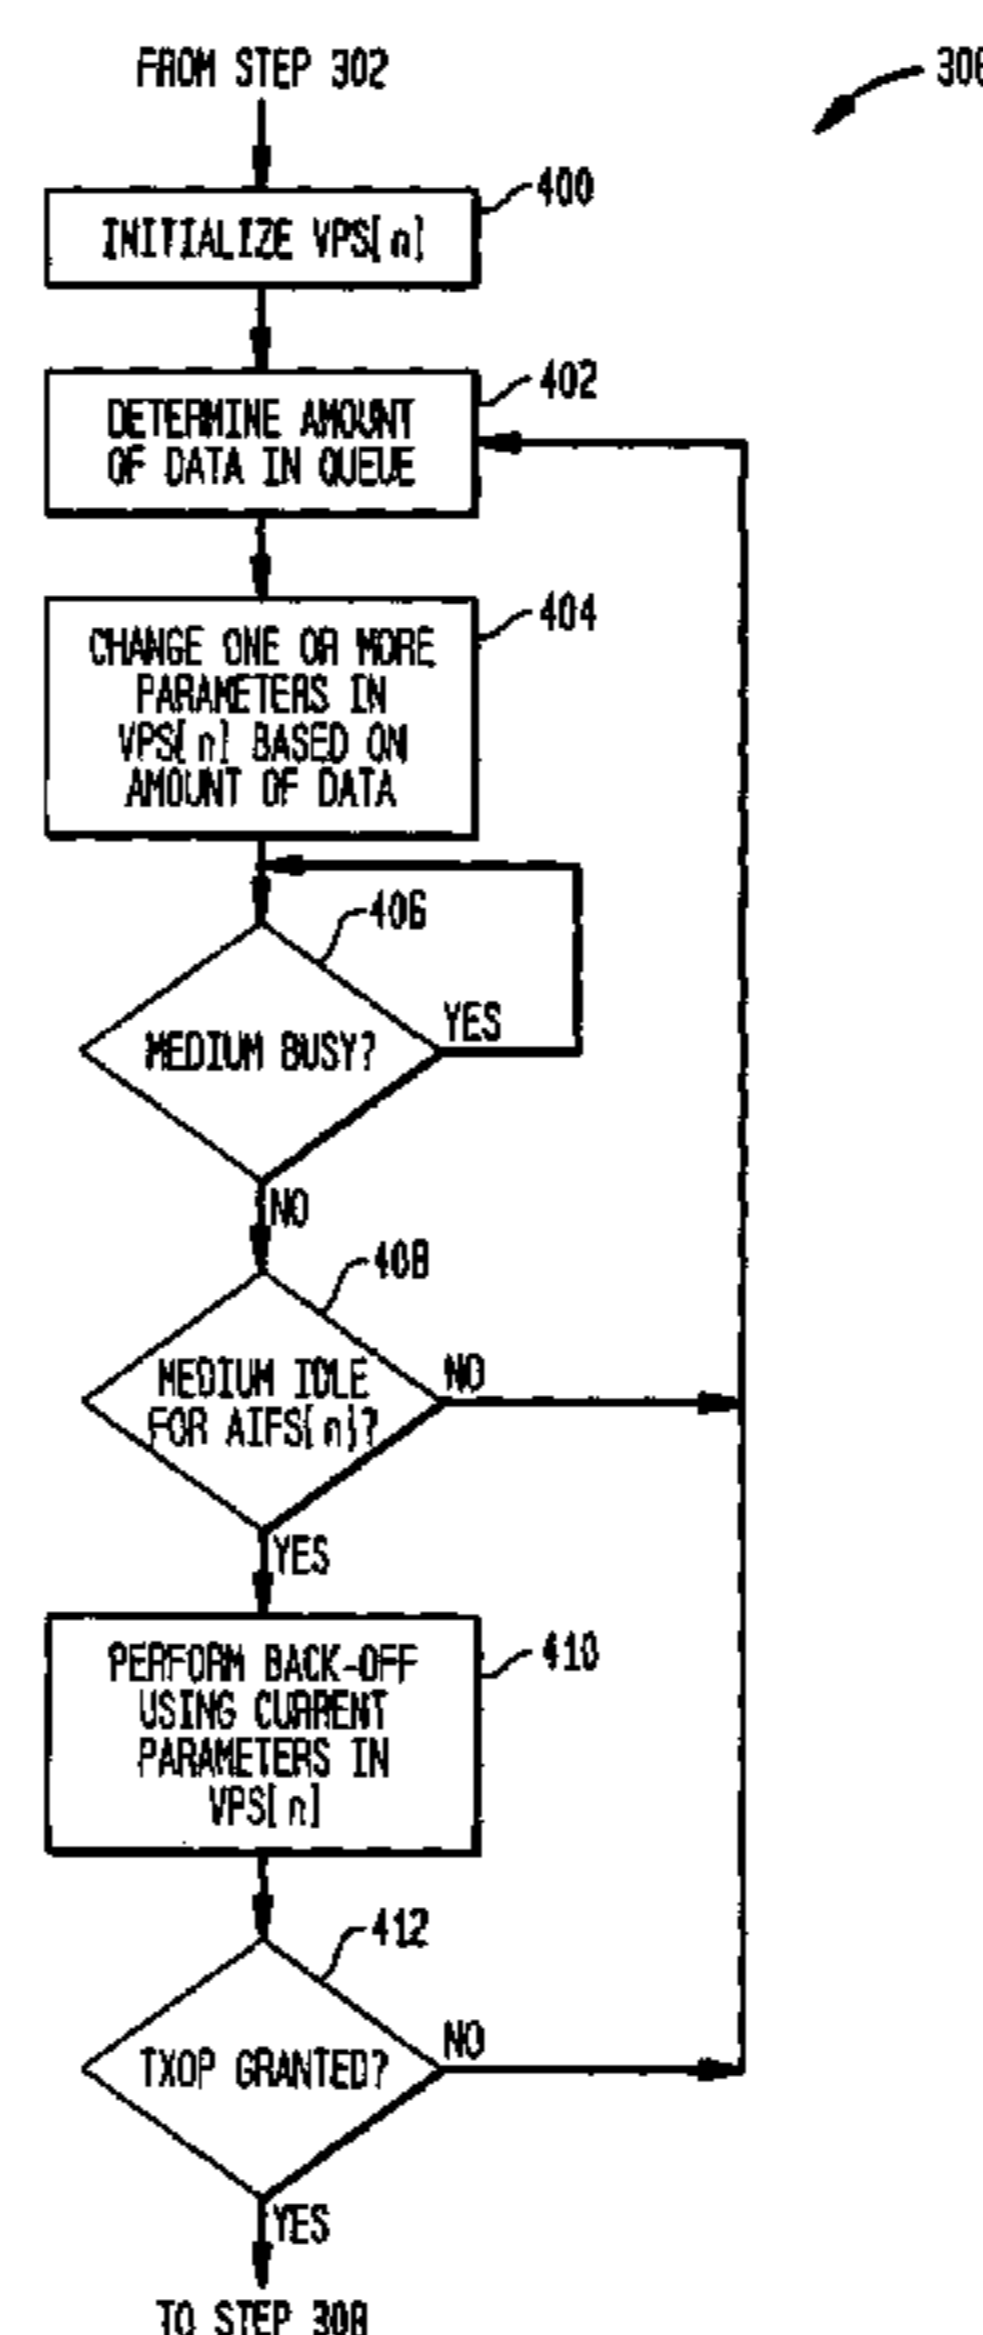 FROM STEP 302
306
400
INITIALIZE VPS[n]
402
DETERMINE AMOUNT
OF DATA IN QUEUE
404
CHANGE ONE OR MORE
PARAMETERS IN
VPS[n] BASED ON
AMOUNT OF DATA
406
MEDIUM BUSY?
YES
NO
408
MEDIUM IDLE
FOR AIFS[n]?
NO
YES
410
PERFORM BACK-OFF
USING CURRENT
PARAMETERS IN
VPS[n]
412
TXOP GRANTED?
NO
YES
TO STEP 308